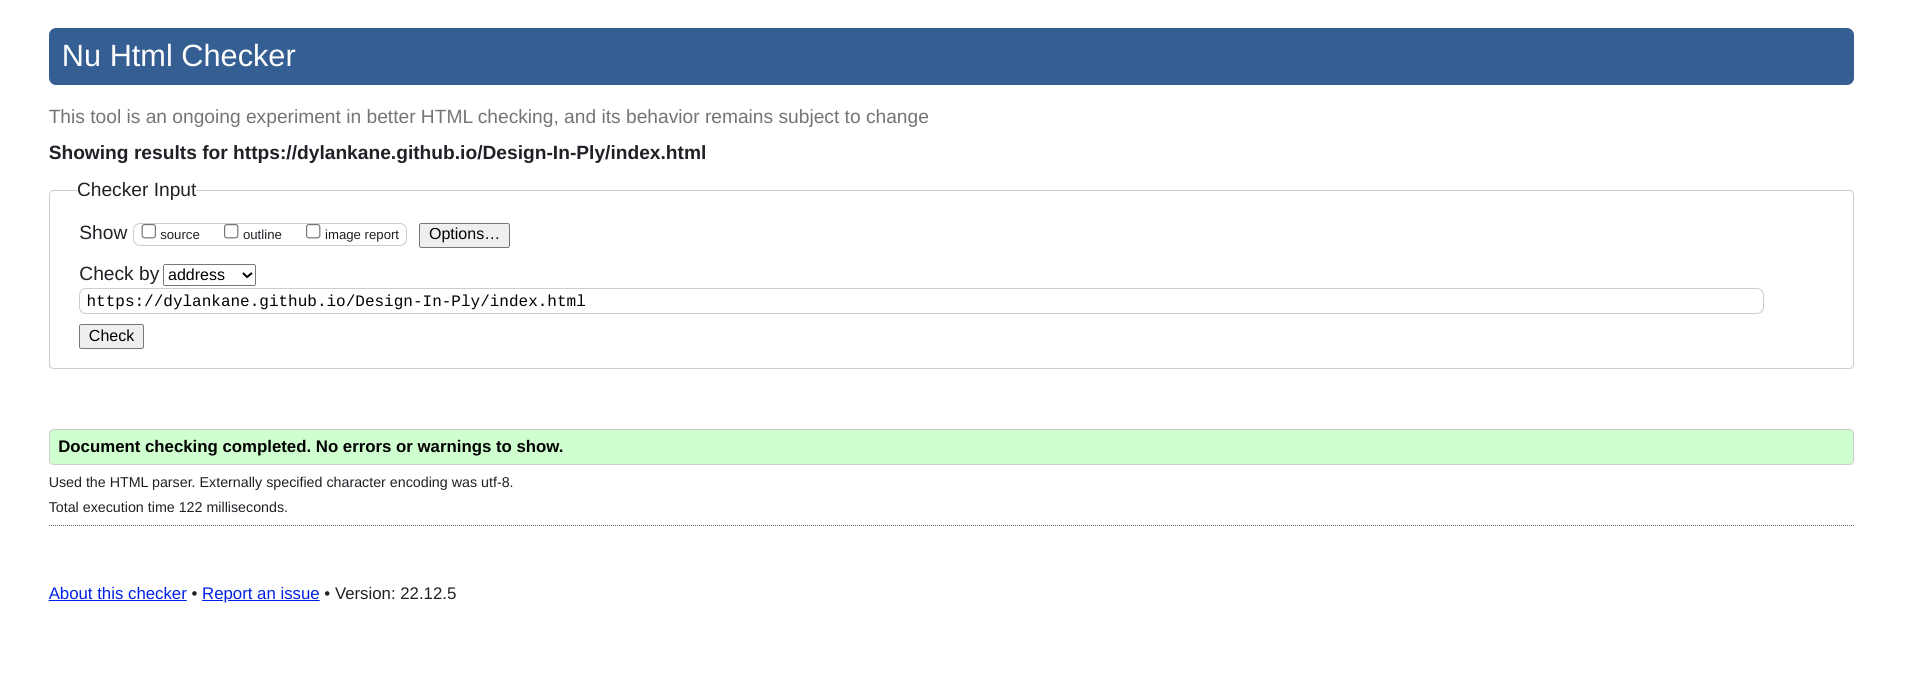 Nu Html Checker
This tool is an ongoing experiment in better HTML checking, and its behavior remains subject to change
Showing results for https://dylankane.github.io/Design-In-Ply/index.html
Checker Input
Show source outline image report Options...
Check by address
https://dylankane.github.io/Design-In-Ply/index.html
Check
Document checking completed. No errors or warnings to show.
Used the HTML parser. Externally specified character encoding was utf-8.
Total execution time 122 milliseconds.
About this checker • Report an issue • Version: 22.12.5